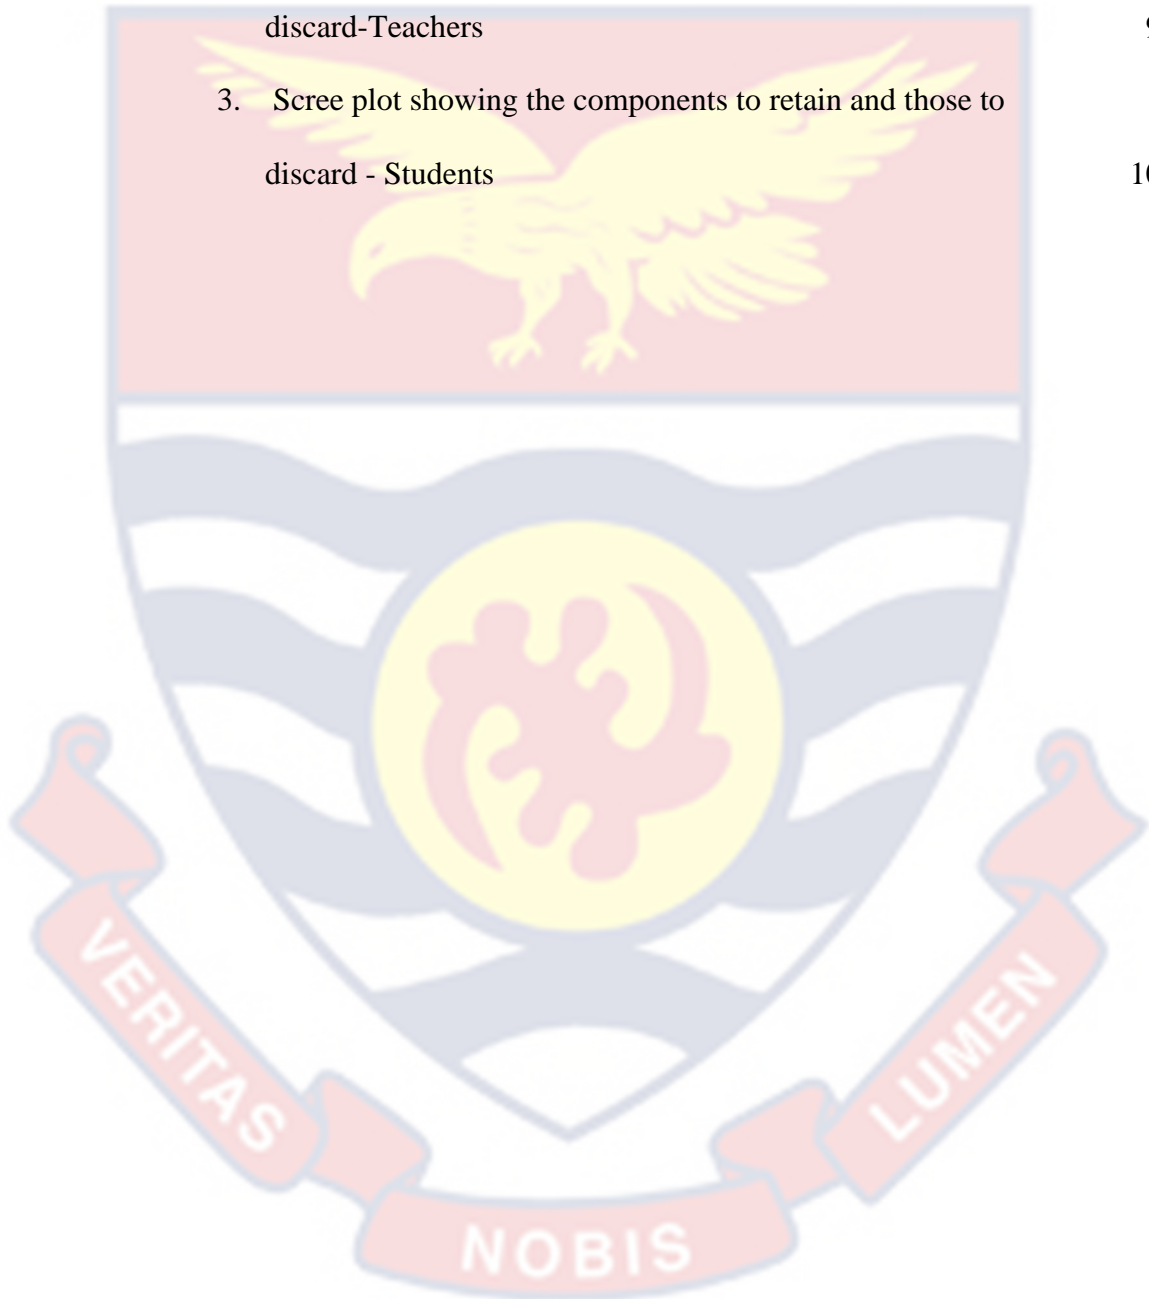 discard-Teachers
3. Scree plot showing the components to retain and those to
discard - Students
VERITAS
NOBIS
LUMEN